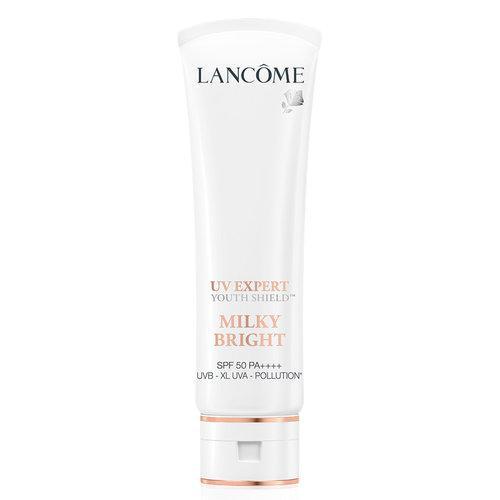 LANCÔME
UV EXPERT
YOUTH SHIELD™
MILKY
BRIGHT
SPF 50 PA++++
UVB - XL UVA - POLLUTION*